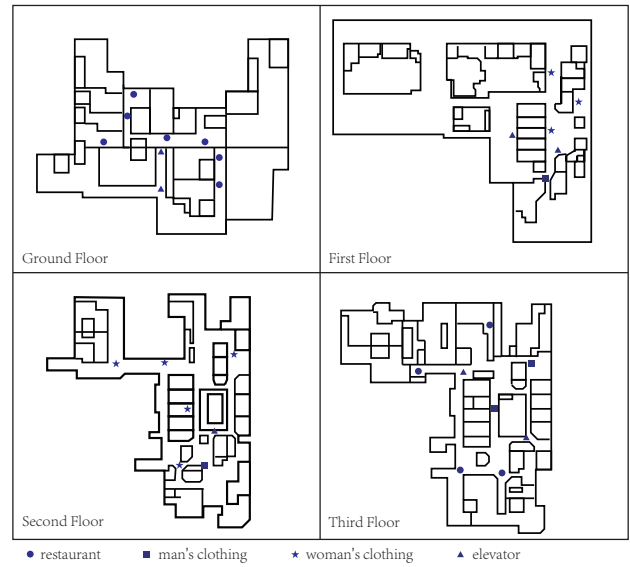 Ground Floor
First Floor
Second Floor
Third Floor
restaurant
man's clothing
woman's clothing
elevator